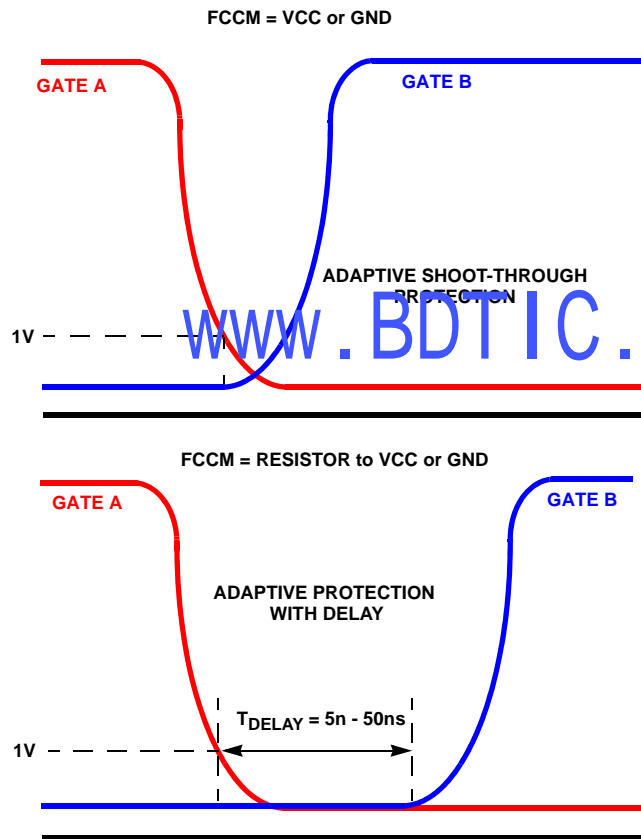 FCCM = VCC or GND
GATE A
GATE B
ADAPTIVE SHOOT-THROUGH
PROTECTION
WWW.BDTIC.
1V
FCCM = RESISTOR to VCC or GND
GATE A
GATE B
ADAPTIVE PROTECTION
WITH DELAY
TDELAY = 5n - 50ns
1V